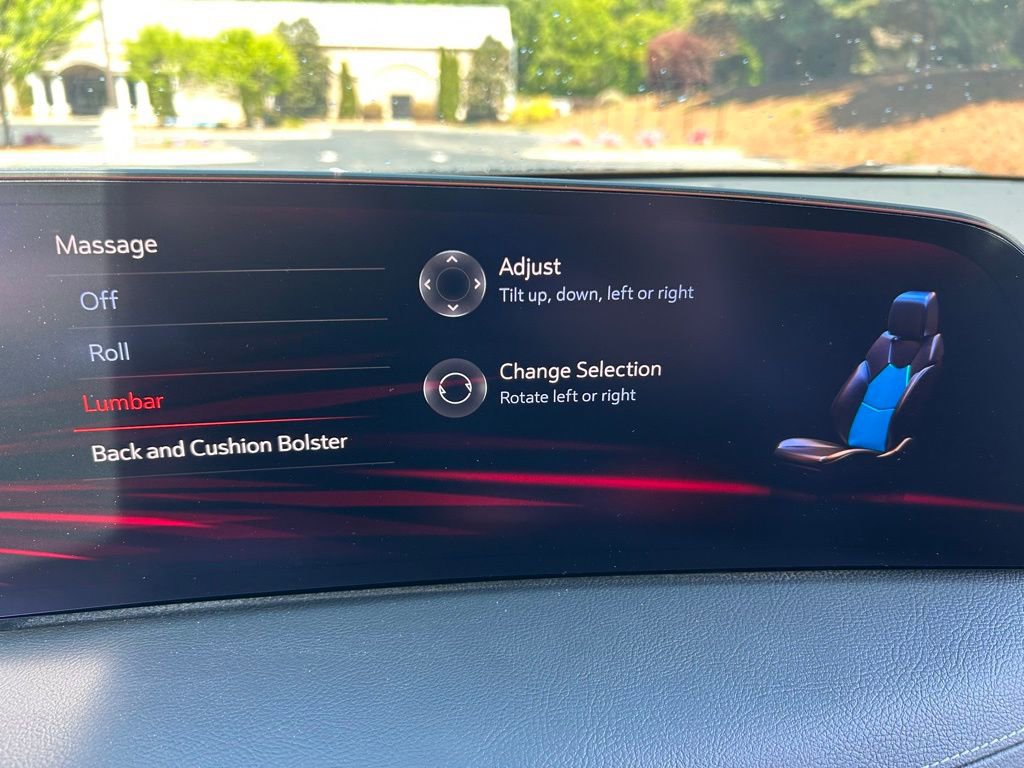 Massage
Off
Roll
Lumbar
Back and Cushion Bolster
Adjust
Tilt up, down, left or right
Change Selection
Rotate left or right